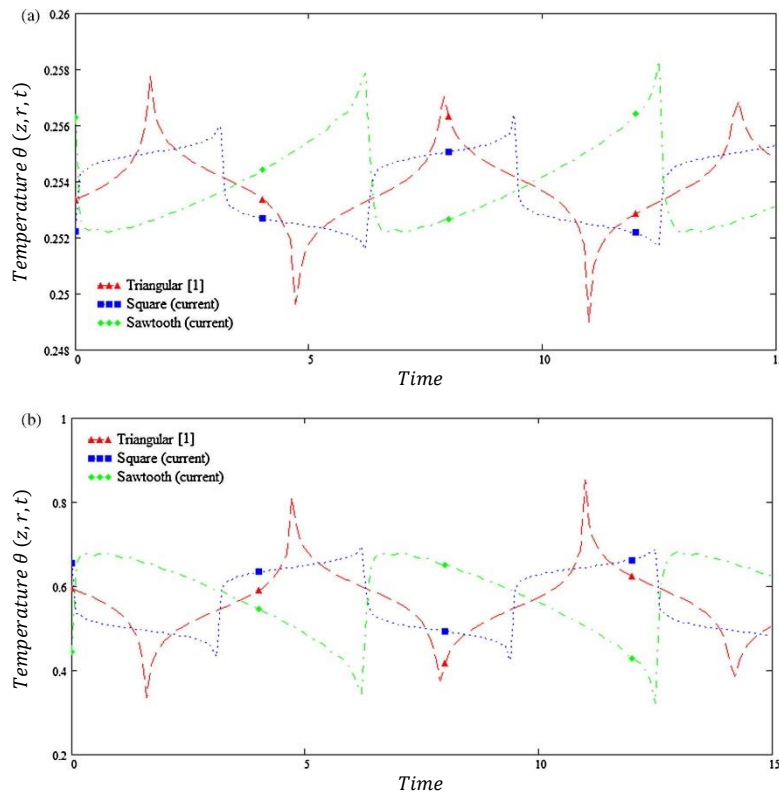 (a)
0.26
0.258
0.256
0.254
0.252
0.25
0.248
Temperature θ (z, r, t)
Triangular [1]
Square (current)
Sawtooth (current)
0
5
10
15
Time
(b)
1
0.8
0.6
0.4
0.2
Temperature θ (z, r, t)
Triangular [1]
Square (current)
Sawtooth (current)
0
5
10
15
Time